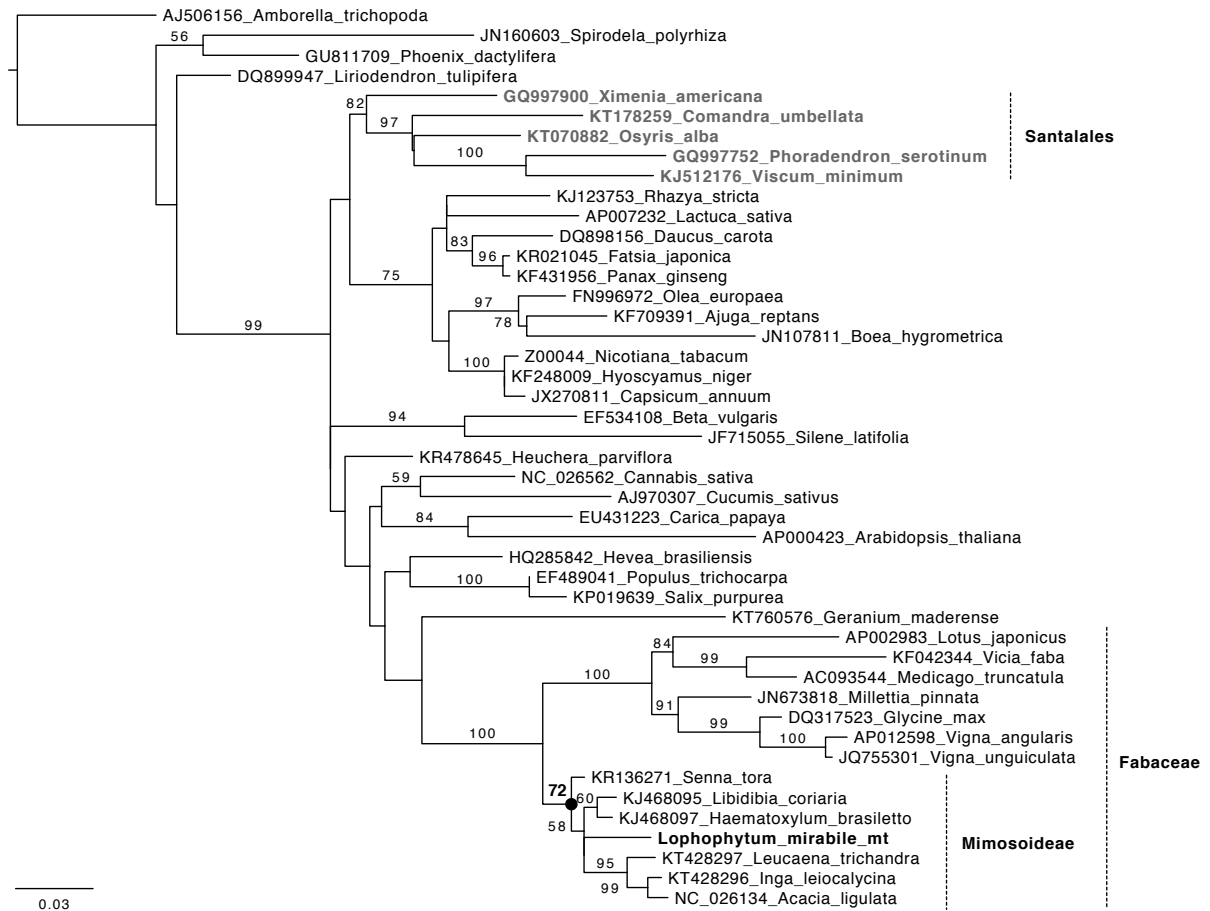 AJ506156_Amborella_trichopoda
56
JN160603_Spirodela_polyrhiza
GU811709_Phoenix_dactylifera
DQ899947_Liriodendron_tulipifera
82
GQ997900_Ximenia_americana
97
KT178259_Comandra_umbellata
KT070882_Osyris_alba
Santalales
100
GQ997752_Phoradendron_serotinum
KJ512176_Viscum_minimum
KJ123753_Rhazya_stricta
AP007232_Lactuca_sativa
83
DQ898156_Daucus_carota
96
KR021045_Fatsia_japonica
75
KF431956_Panax_ginseng
97
FN996972_Olea_europaea
78
KF709391_Ajuga_reptans
99
JN107811_Boea_hygrometrica
Z00044_Nicotiana_tabacum
100
KF248009_Hyoscyamus_niger
JX270811_Capsicum_annuum
94
EF534108_Beta_vulgaris
JF715055_Silene_latifolia
KR478645_Heuchera_parviflora
59
NC_026562_Cannabis_sativa
AJ970307_Cucumis_sativus
84
EU431223_Carica_papaya
AP000423_Arabidopsis_thaliana
HQ285842_Hevea_brasiliensis
100
EF489041_Populus_trichocarpa
KP019639_Salix_purpurea
KT760576_Geranium_maderense
84
AP002983_Lotus_japonicus
99
KF042344_Vicia_faba
100
AC093544_Medicago_truncatula
91
JN673818_Millettia_pinnata
99
DQ317523_Glycine_max
100
100
AP012598_Vigna_angularis
JQ755301_Vigna_unguiculata
Fabaceae
KR136271_Senna_tora
72
60
KJ468095_Libidibia_coriaria
58
KJ468097_Haematoxylum_brasiletto
Lophophytum_mirabile_mt
Mimosoideae
95
KT428297_Leucaena_trichandra
99
KT428296_Inga_leiocalycina
NC_026134_Acacia_ligulata
0.03